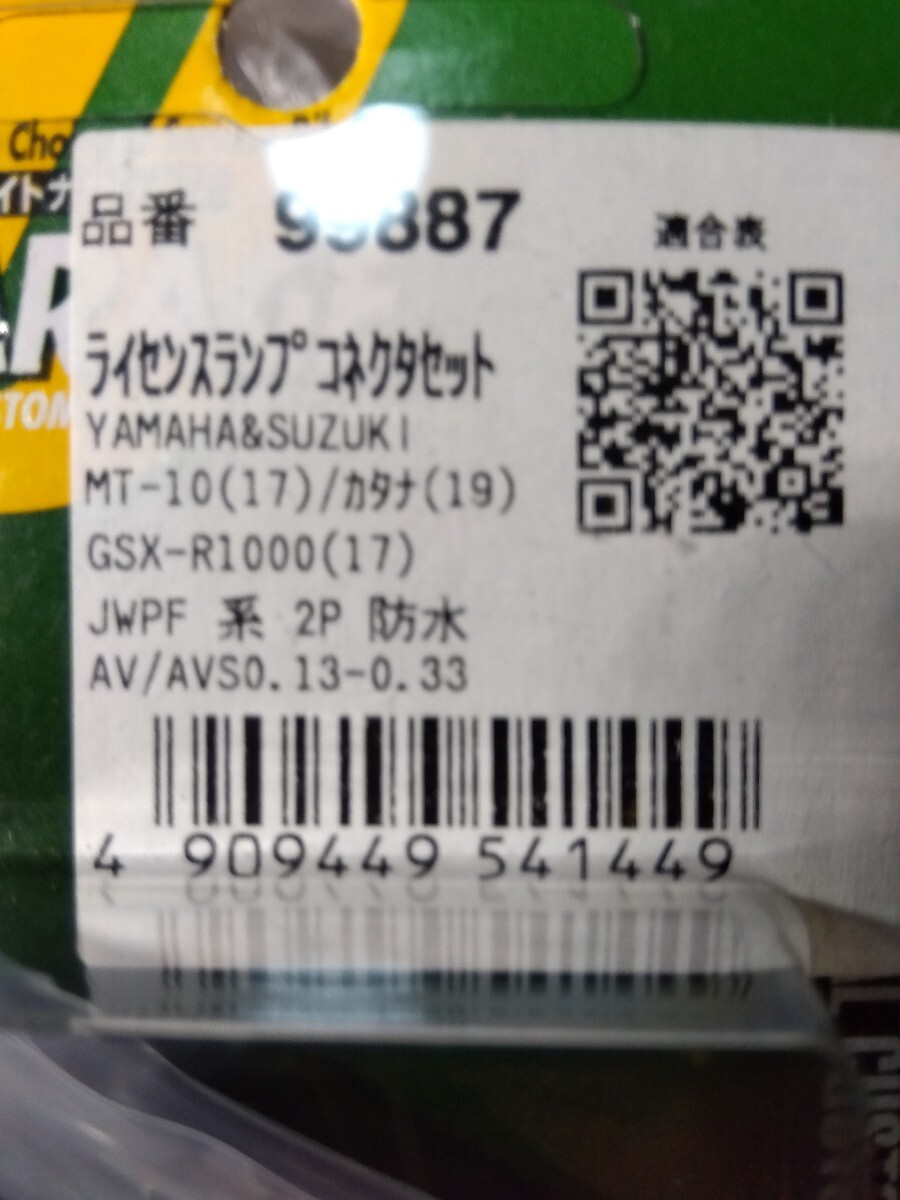 品番 99887
適合表
ライセンスランプコネクタセット
YAMAHA&SUZUKI
MT-10(17)/カタナ(19)
GSX-R1000(17)
JWPF 系 2P 防水
AV/AVS0.13-0.33
4 909449 541449